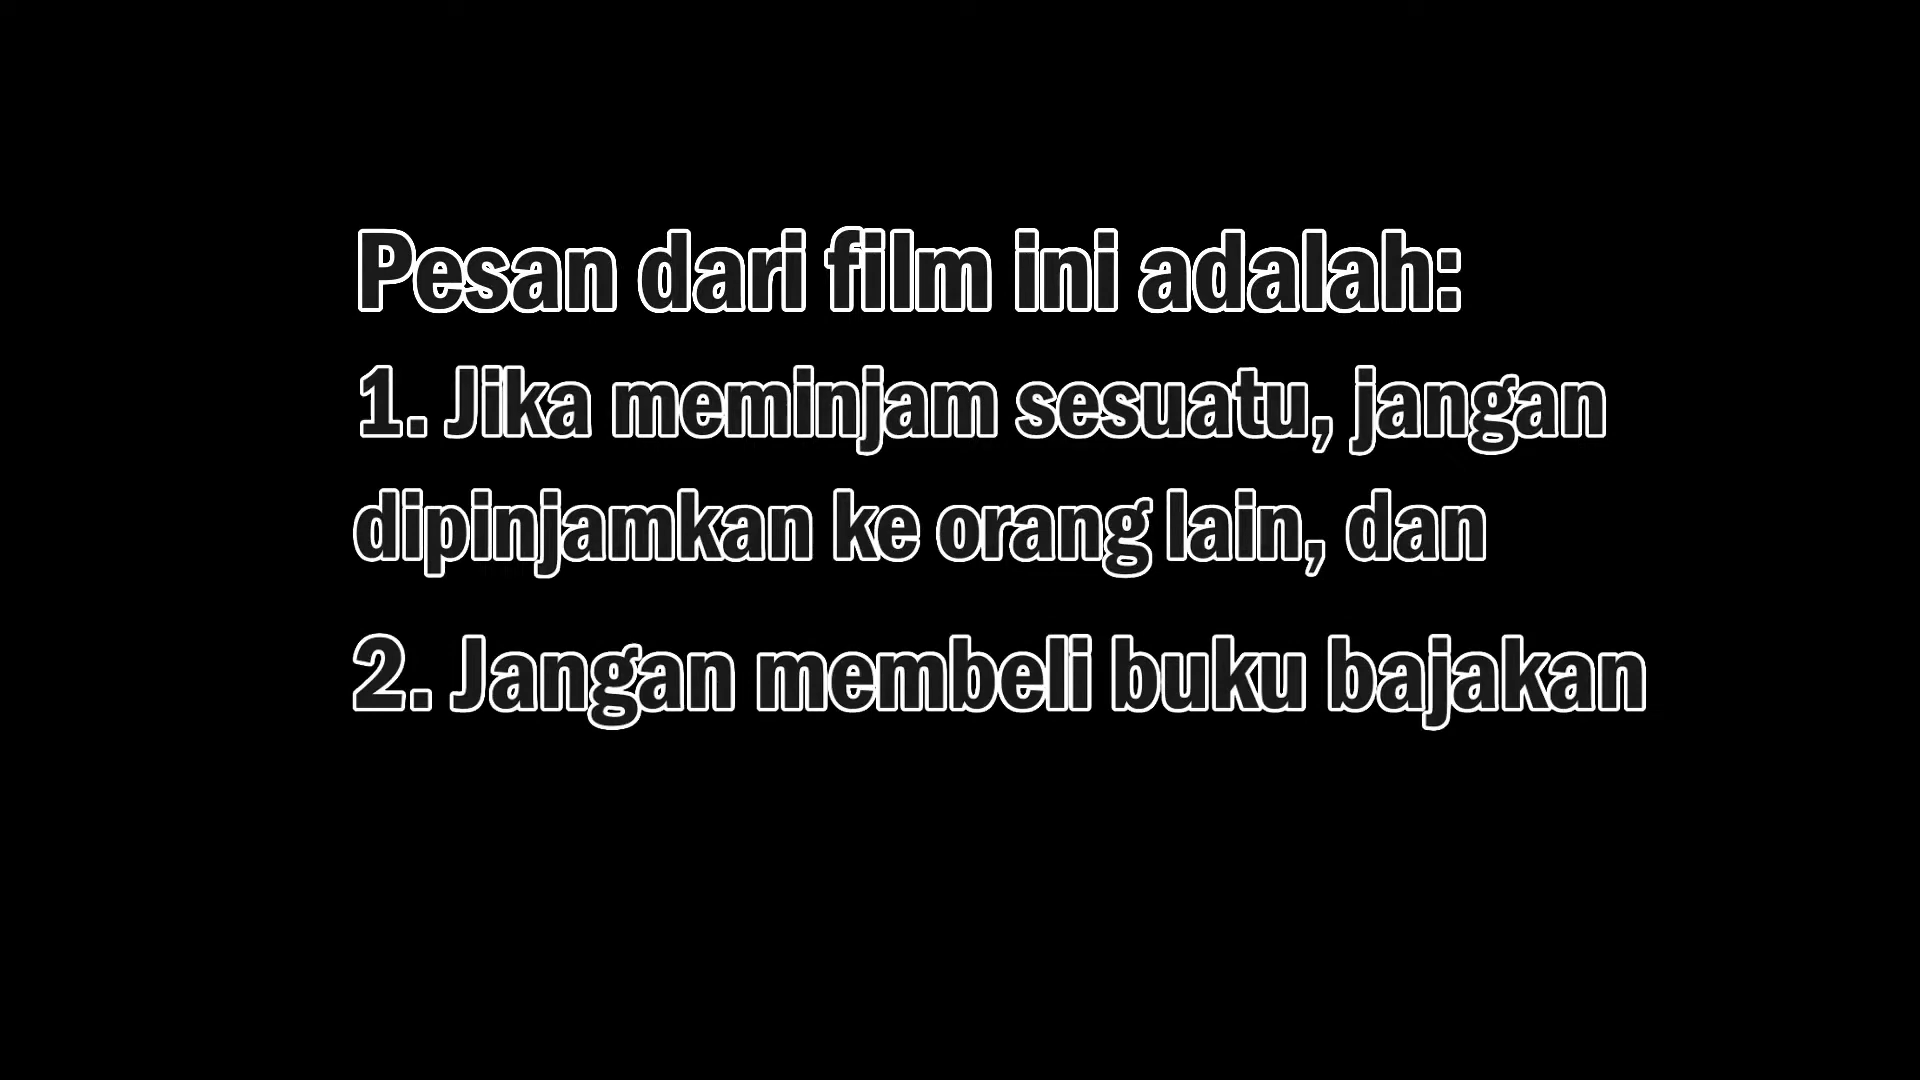 Pesan dari film ini adalah:
1. Jika meminjam sesuatu, jangan
dipinjamkan ke orang lain, dan
2. Jangan membeli buku bajakan